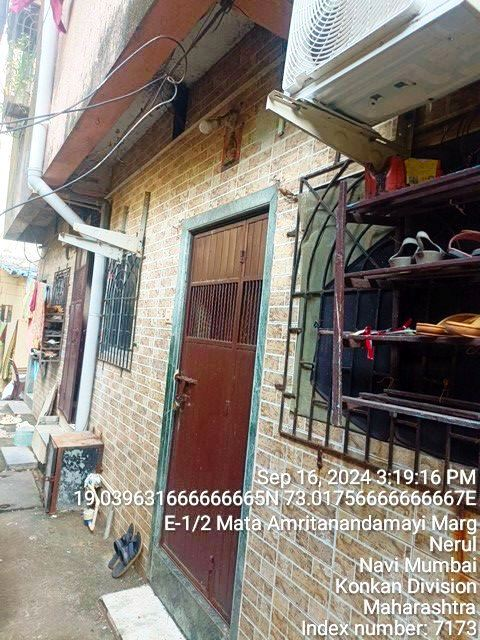 Sep 16, 2024 3:19:16 PM
19.039631666666665N 73.01756666666667E
E-1/2 Mata Amritanandamayi Marg
Nerul
Navi Mumbai
Konkan Division
Maharashtra
Index number: 7173